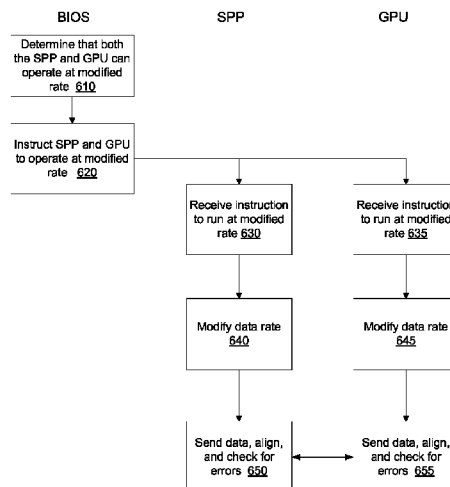 BIOS SPP GPU
Determine that both
the SPP and GPU can
operate at modified
rate 610
Instruct SPP and GPU
to operate at modified
rate 620
Receive instruction
to run at modified
rate 630
Receive instruction
to run at modified
rate 635
Modify data rate
640
Modify data rate
645
Send data, align,
and check for
errors 650
Send data, align,
and check for
errors 655